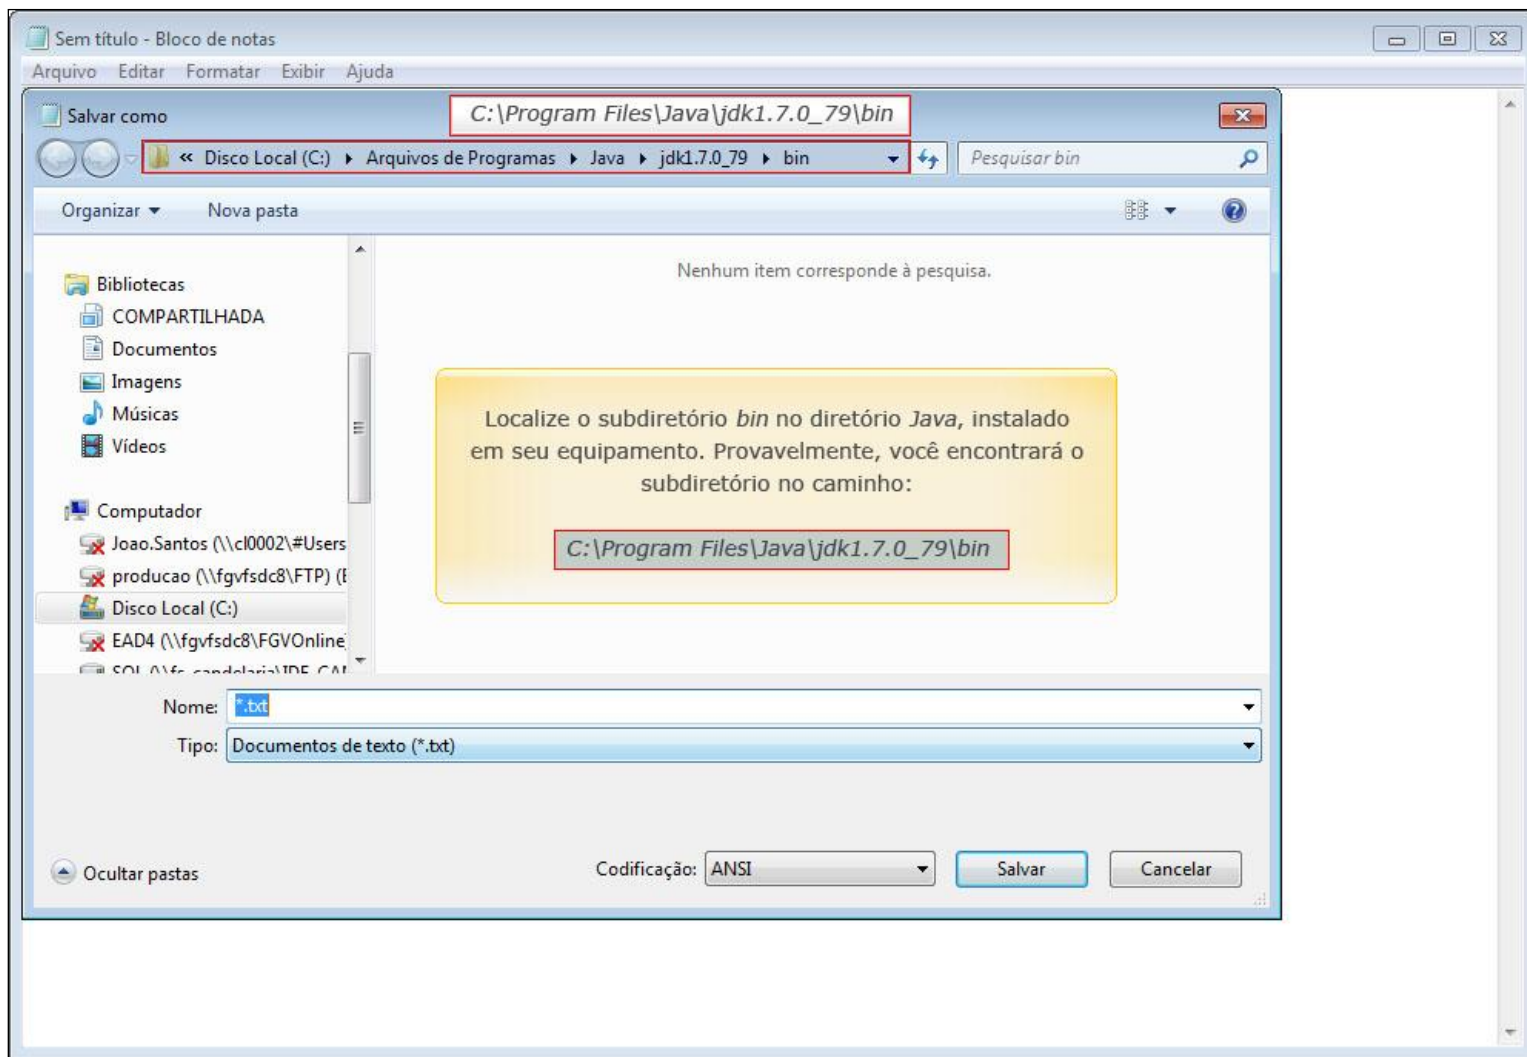 Sem título - Bloco de notas
Arquivo Editar Formatar Exibir Ajuda
Salvar como
C:\Program Files\Java\jdk1.7.0_79\bin
« Disco Local (C:) Arquivos de Programas Java jdk1.7.0_79 bin
Pesquisar bin
Organizar Nova pasta
Nenhum item corresponde à pesquisa.
Bibliotecas
COMPARTILHADA
Documentos
Imagens
Músicas
Vídeos
Computador
Joao.Santos (\\cl0002\#Users
producao (\\fgvfsdc8\FTP) (
Disco Local (C:)
EAD4 (\\fgvfsdc8\FGVOnline
Localize o subdiretório bin no diretório Java, instalado
em seu equipamento. Provavelmente, você encontrará o
subdiretório no caminho:
C:\Program Files\Java\jdk1.7.0_79\bin
Nome: *.txt
Tipo: Documentos de texto (*.txt)
Ocultar pastas
Codificação: ANSI
Salvar
Cancelar